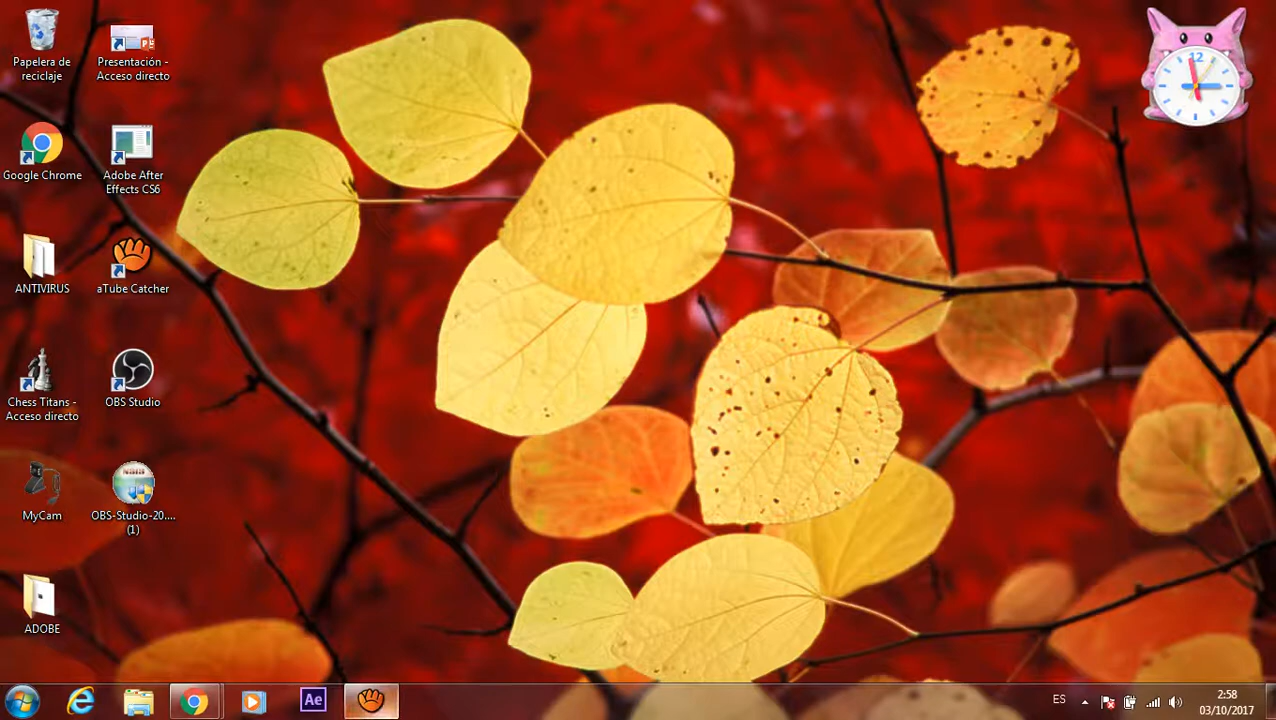 Papelera de
reciclaje
Presentación -
Acceso directo
Google Chrome
Adobe After
Effects CS6
ANTIVIRUS
aTube Catcher
Chess Titans -
Acceso directo
OBS Studio
MyCam
OBS-Studio-20....
(1)
ADOBE
12
Ae
ES
2:58
03/10/2017